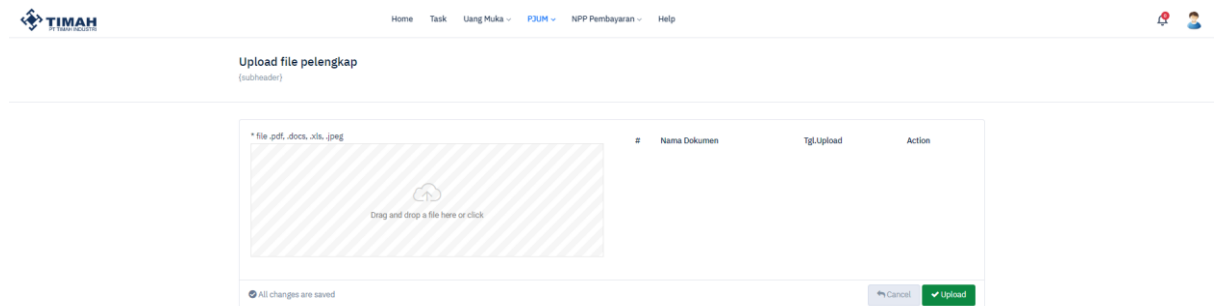 TIMAH
PT TIMAH INDUSTRI
Home Task Uang Muka PJUM NPP Pembayaran Help
Upload file pelengkap
{subheader}
* file .pdf, .docs, .xls, .jpeg
# Nama Dokumen Tgl.Upload Action
Drag and drop a file here or click
All changes are saved
Cancel Upload